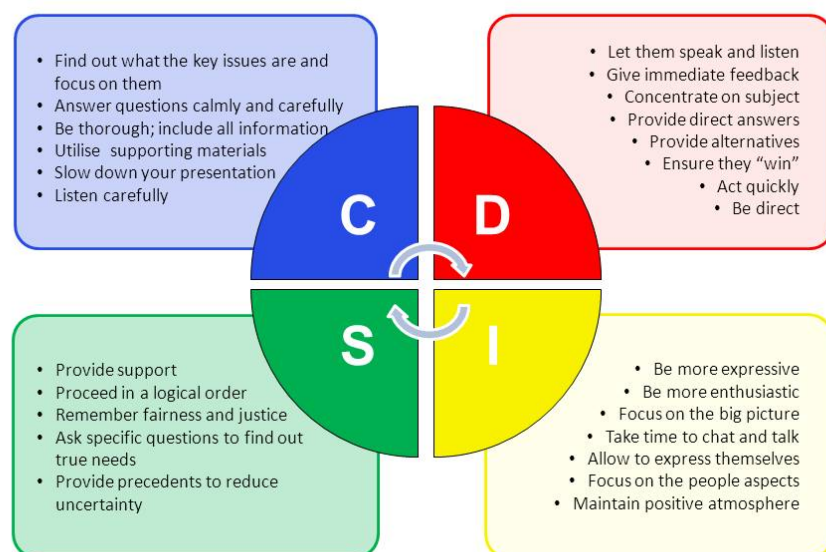 • Find out what the key issues are and
focus on them
• Answer questions calmly and carefully
• Be thorough; include all information
• Utilise supporting materials
• Slow down your presentation
• Listen carefully
• Let them speak and listen
• Give immediate feedback
• Concentrate on subject
• Provide direct answers
• Provide alternatives
• Ensure they “win”
• Act quickly
• Be direct
C
D
S
I
• Provide support
• Proceed in a logical order
• Remember fairness and justice
• Ask specific questions to find out
true needs
• Provide precedents to reduce
uncertainty
• Be more expressive
• Be more enthusiastic
• Focus on the big picture
• Take time to chat and talk
• Allow to express themselves
• Focus on the people aspects
• Maintain positive atmosphere